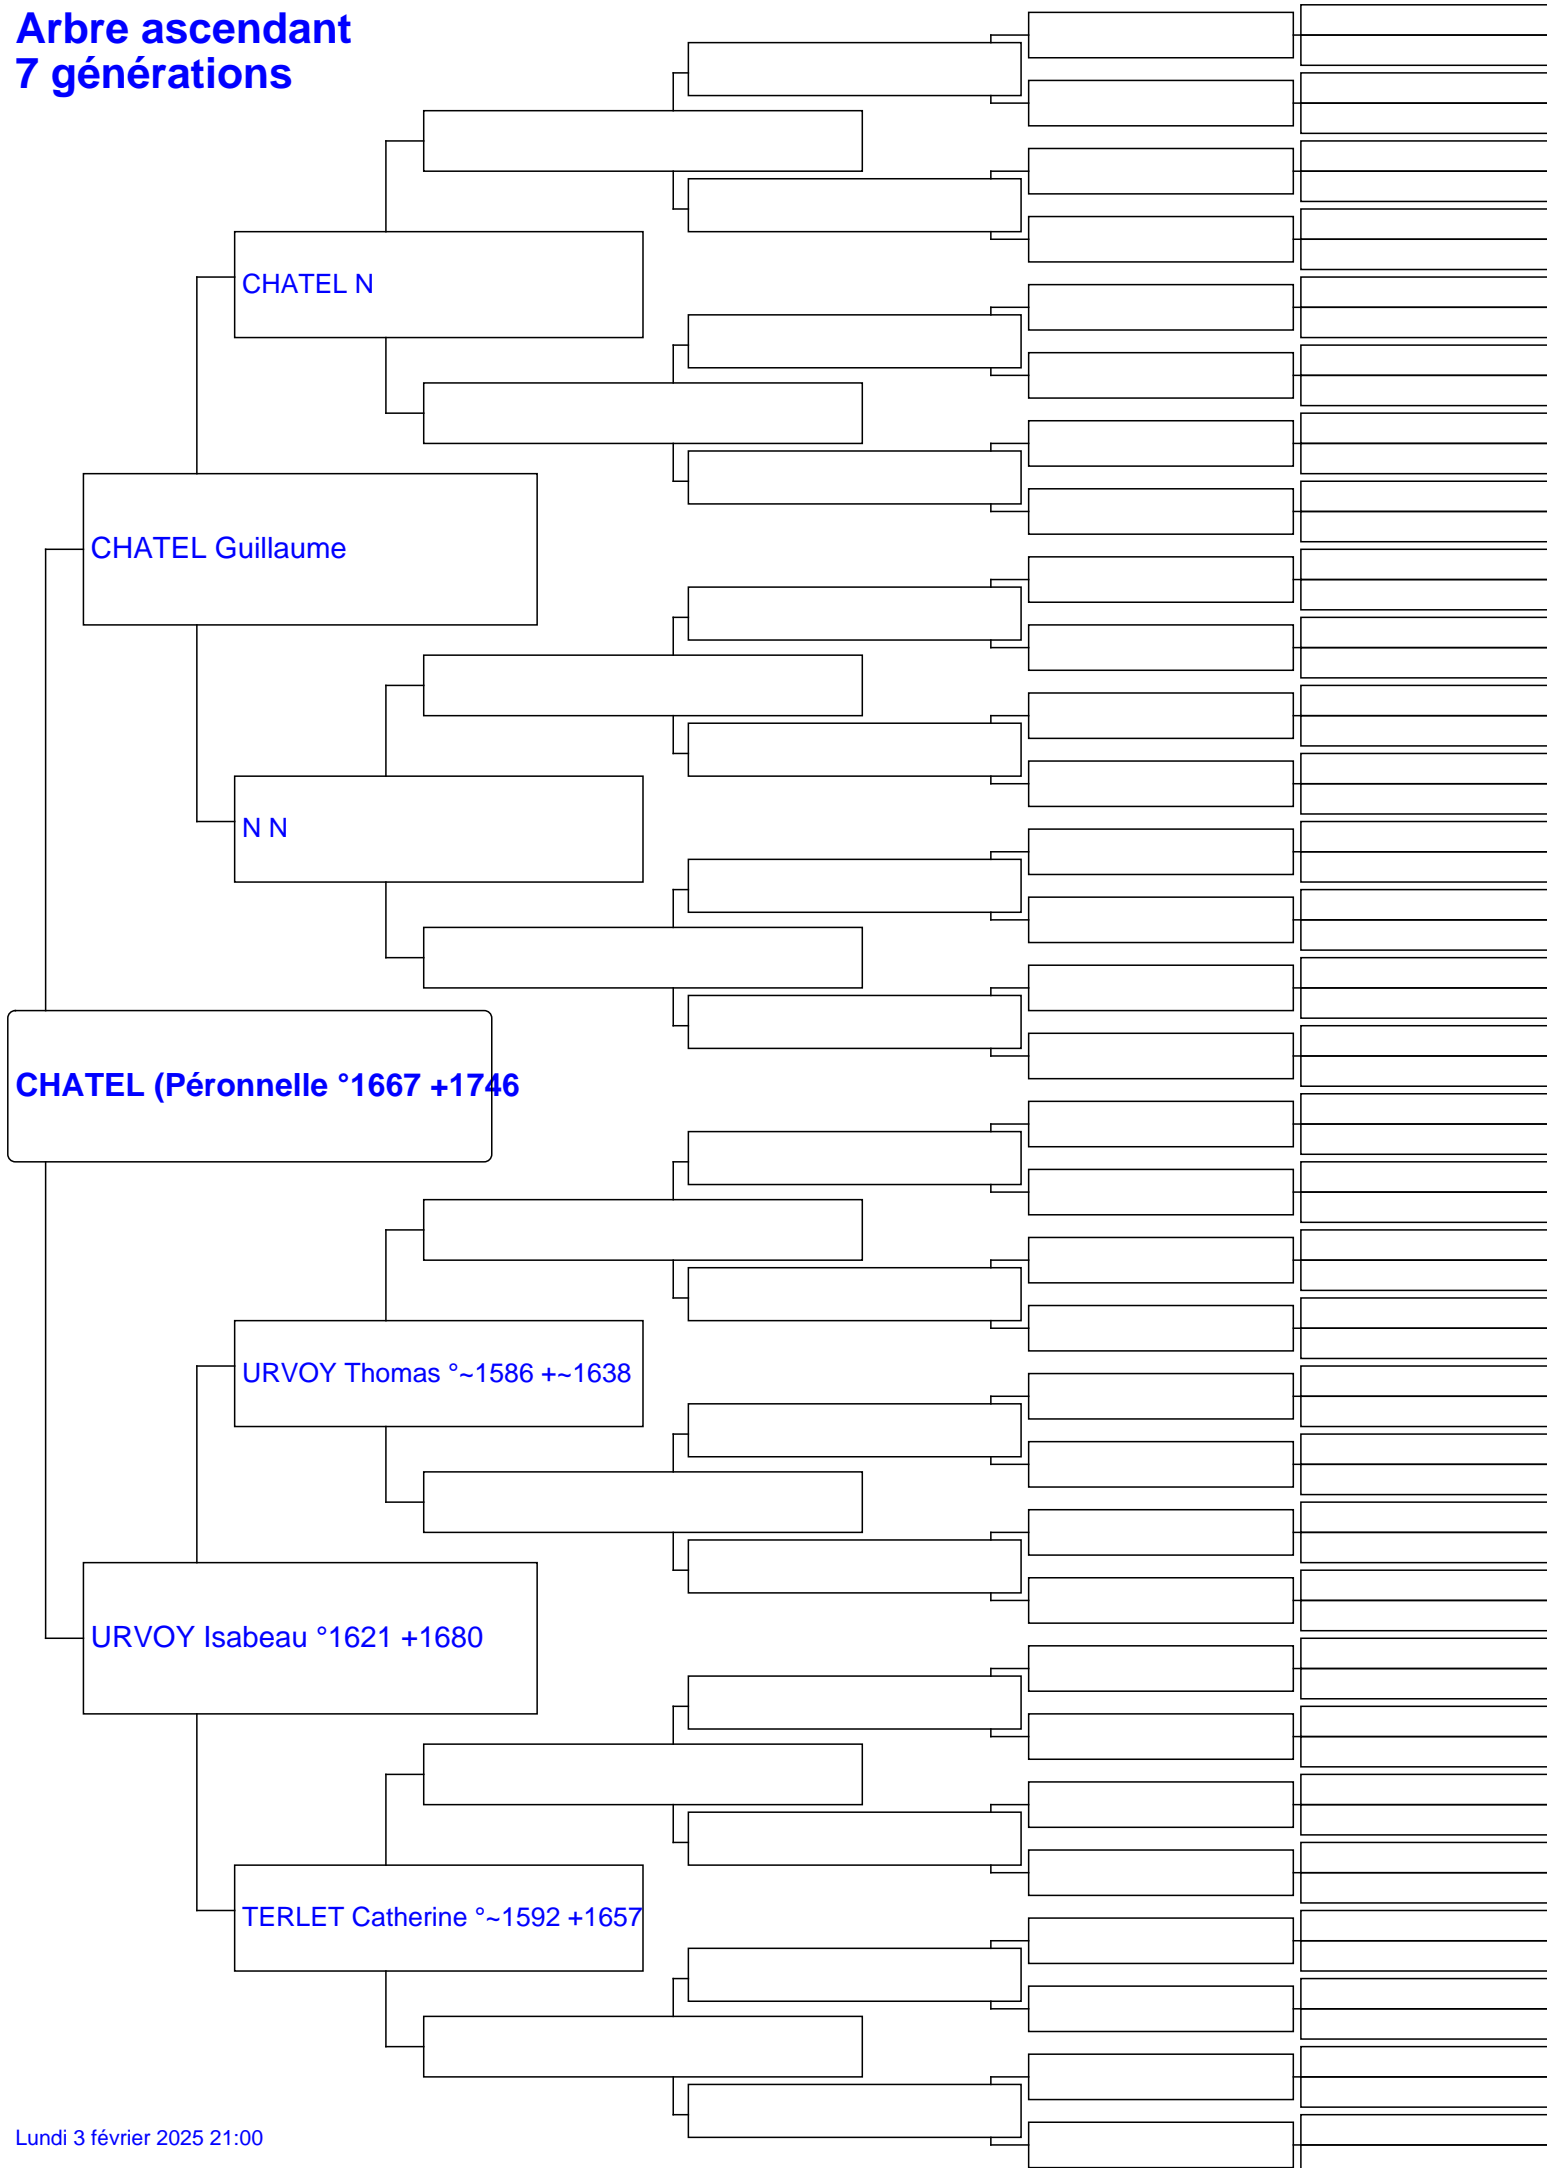 Arbre ascendant
7 générations
CHATEL N
CHATEL Guillaume
N N
CHATEL (Péronnelle °1667 +1746
URVOY Thomas °~1586 +~1638
URVOY Isabeau °1621 +1680
TERLET Catherine °~1592 +1657
Lundi 3 février 2025 21:00